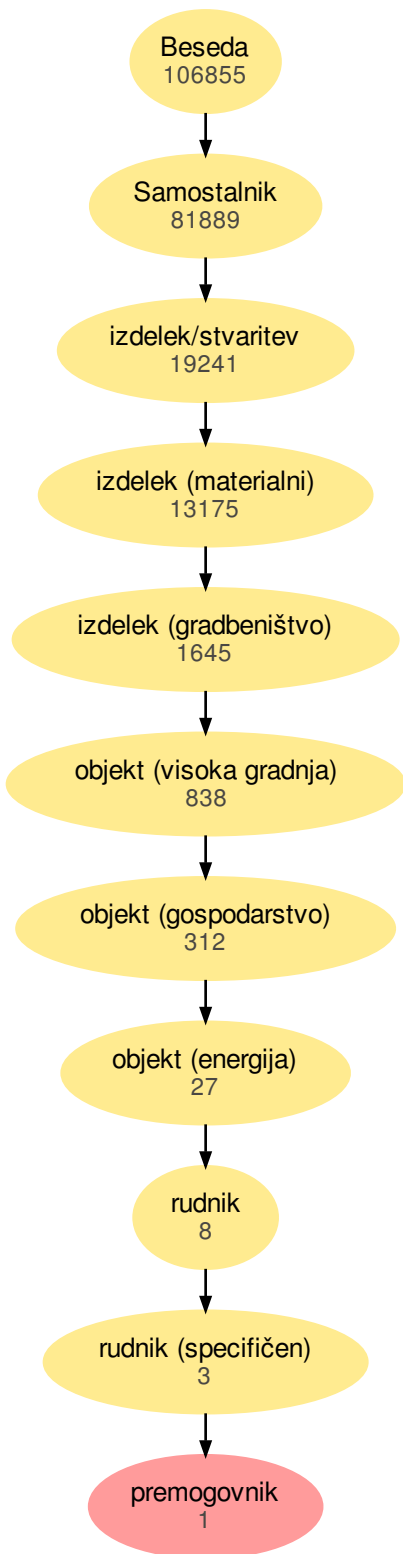 Beseda
106855
Samostalnik
81889
izdelek/stvaritev
19241
izdelek (materialni)
13175
izdelek (gradbeništvo)
1645
objekt (visoka gradnja)
838
objekt (gospodarstvo)
312
objekt (energija)
27
rudnik
8
rudnik (specifičen)
3
premogovnik
1